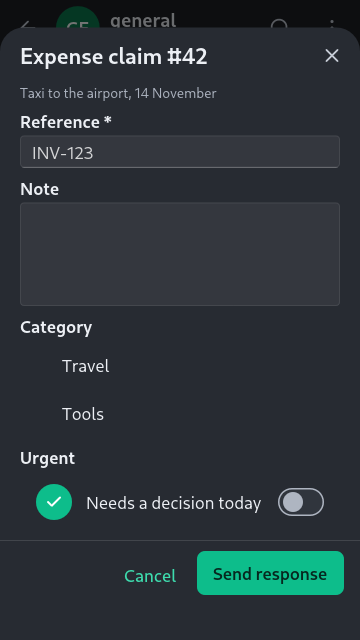 GE
general
Expense claim #42
Taxi to the airport, 14 November
Reference *
INV-123
Note
Category
Travel
Tools
Urgent
Needs a decision today
Cancel
Send response